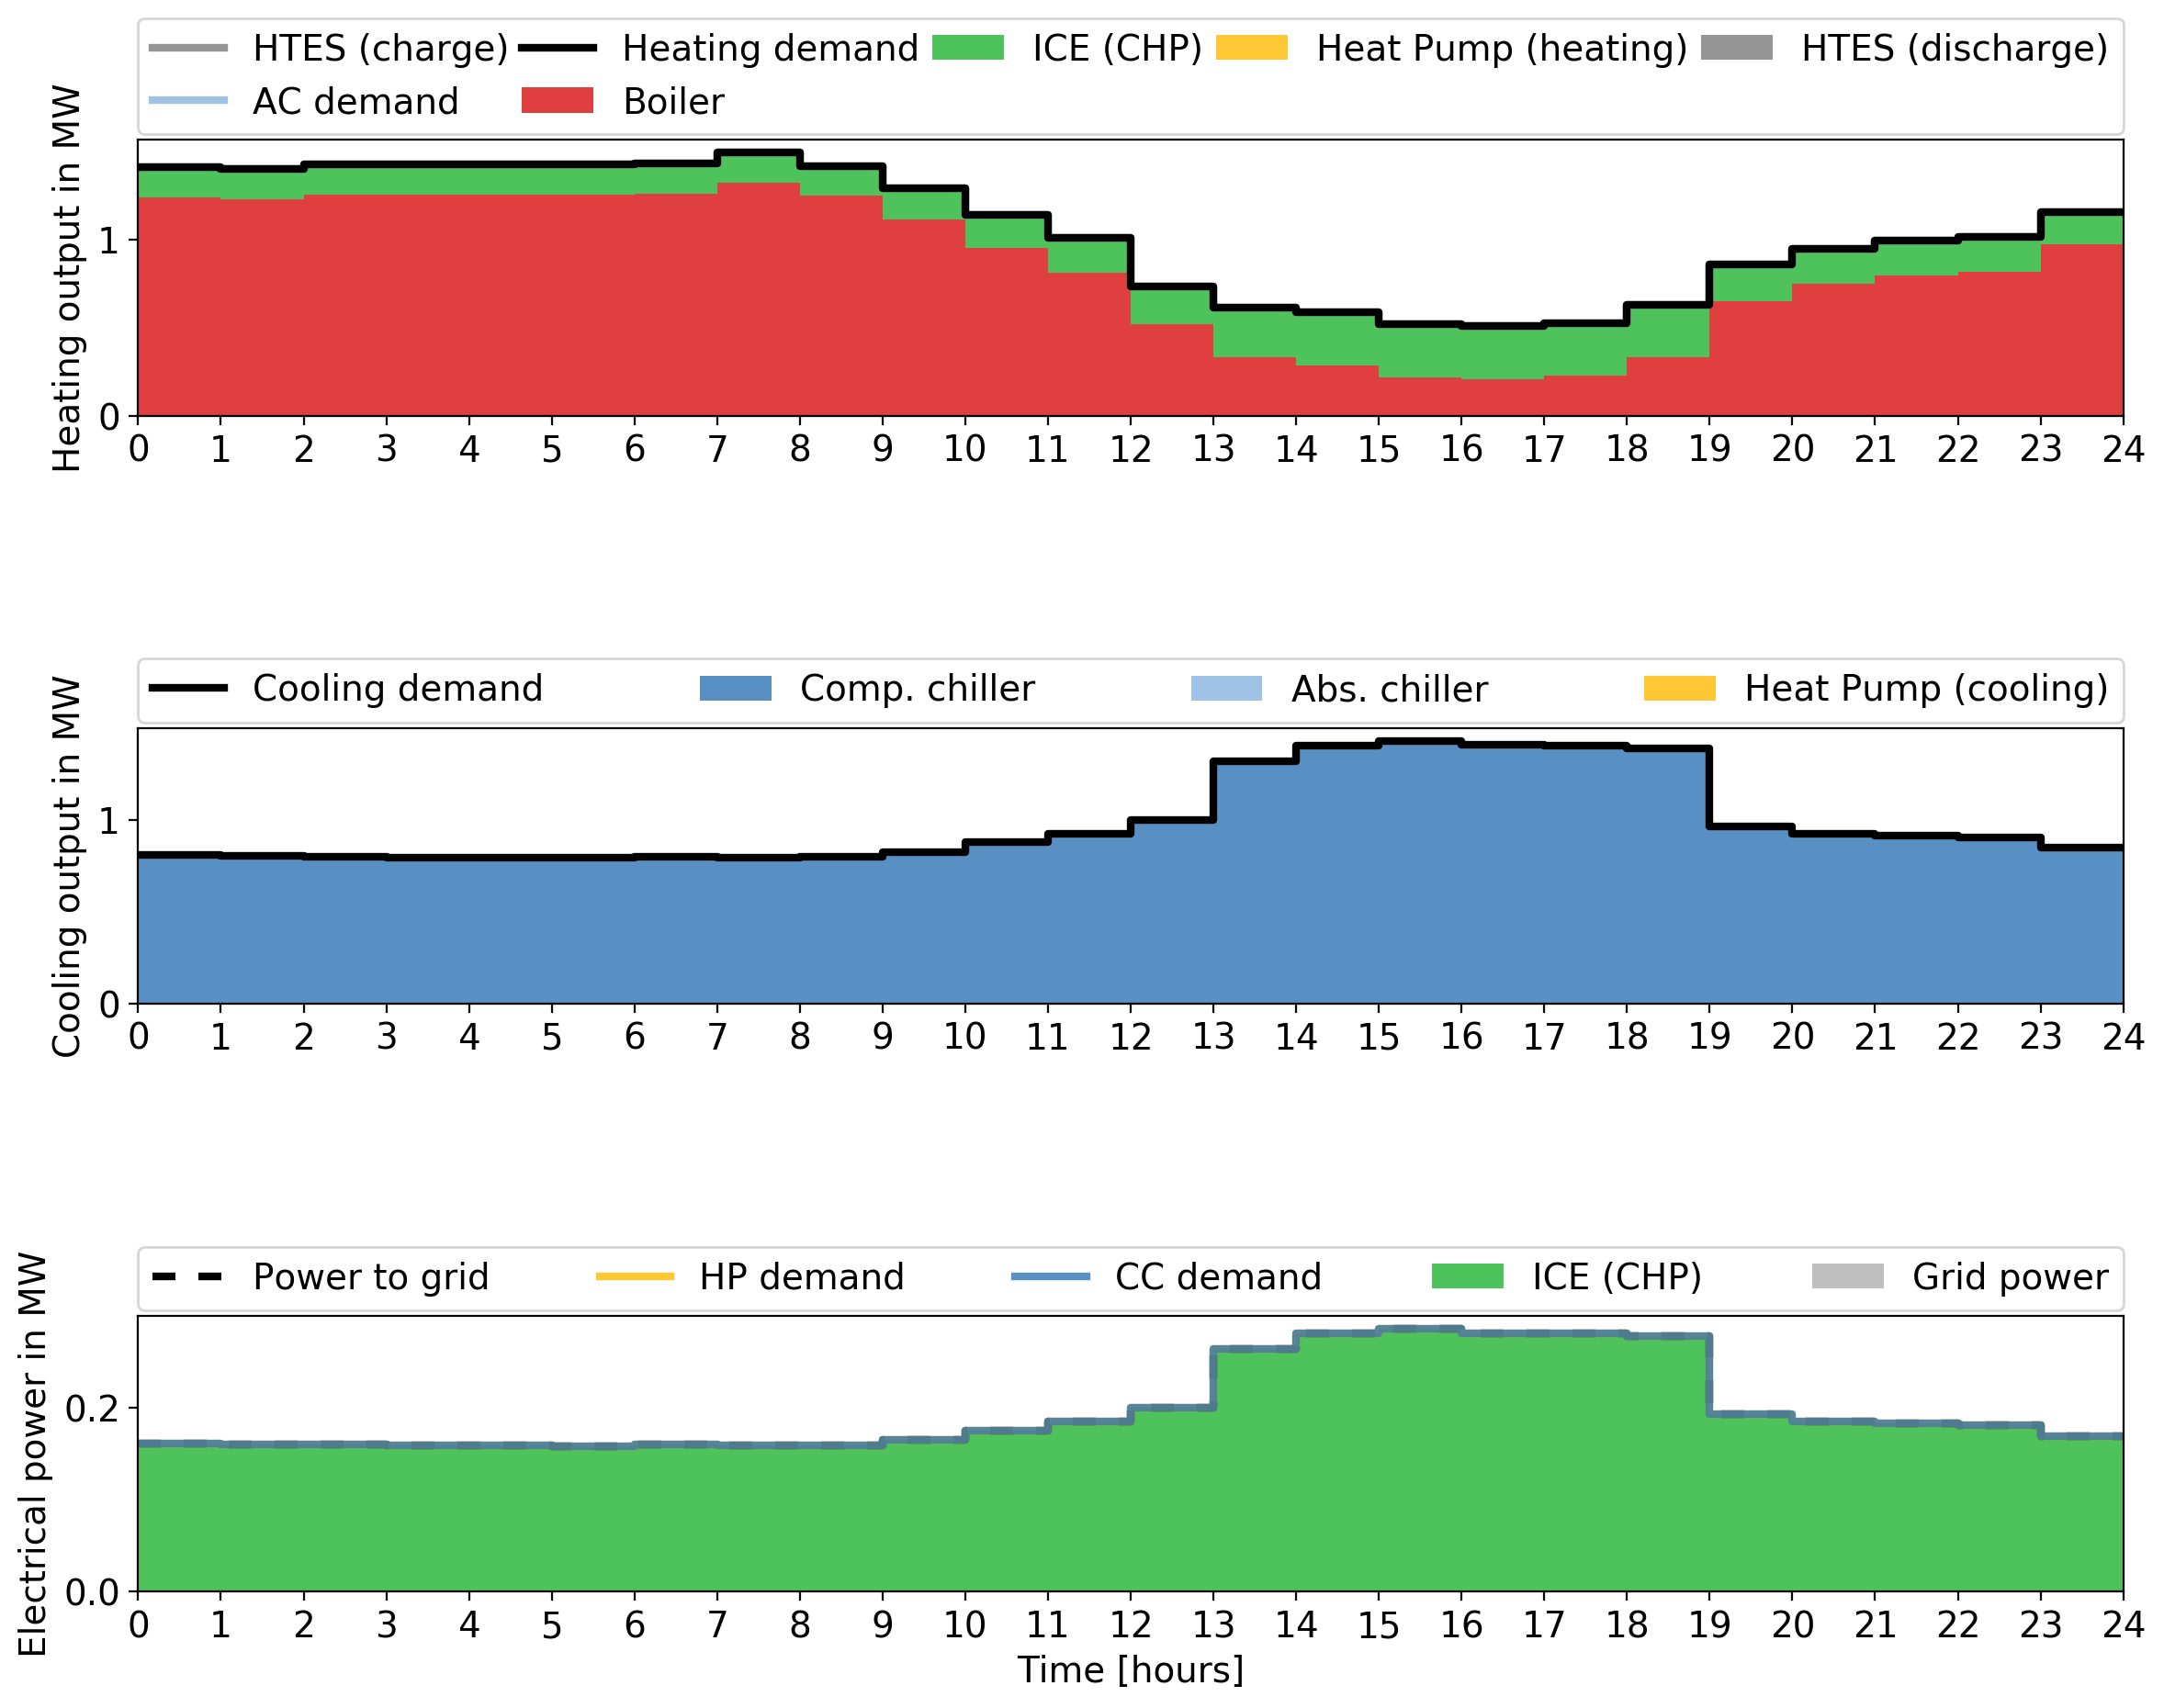 HTES (charge) Heating demand ICE (CHP) Heat Pump (heating) HTES (discharge)
AC demand Boiler
Heating output in MW
1
0
0 1 2 3 4 5 6 7 8 9 10 11 12 13 14 15 16 17 18 19 20 21 22 23 24
Cooling demand Comp. chiller Abs. chiller Heat Pump (cooling)
Cooling output in MW
1
0
0 1 2 3 4 5 6 7 8 9 10 11 12 13 14 15 16 17 18 19 20 21 22 23 24
Power to grid HP demand CC demand ICE (CHP) Grid power
Electrical power in MW
0.2
0.0
0 1 2 3 4 5 6 7 8 9 10 11 12 13 14 15 16 17 18 19 20 21 22 23 24
Time [hours]